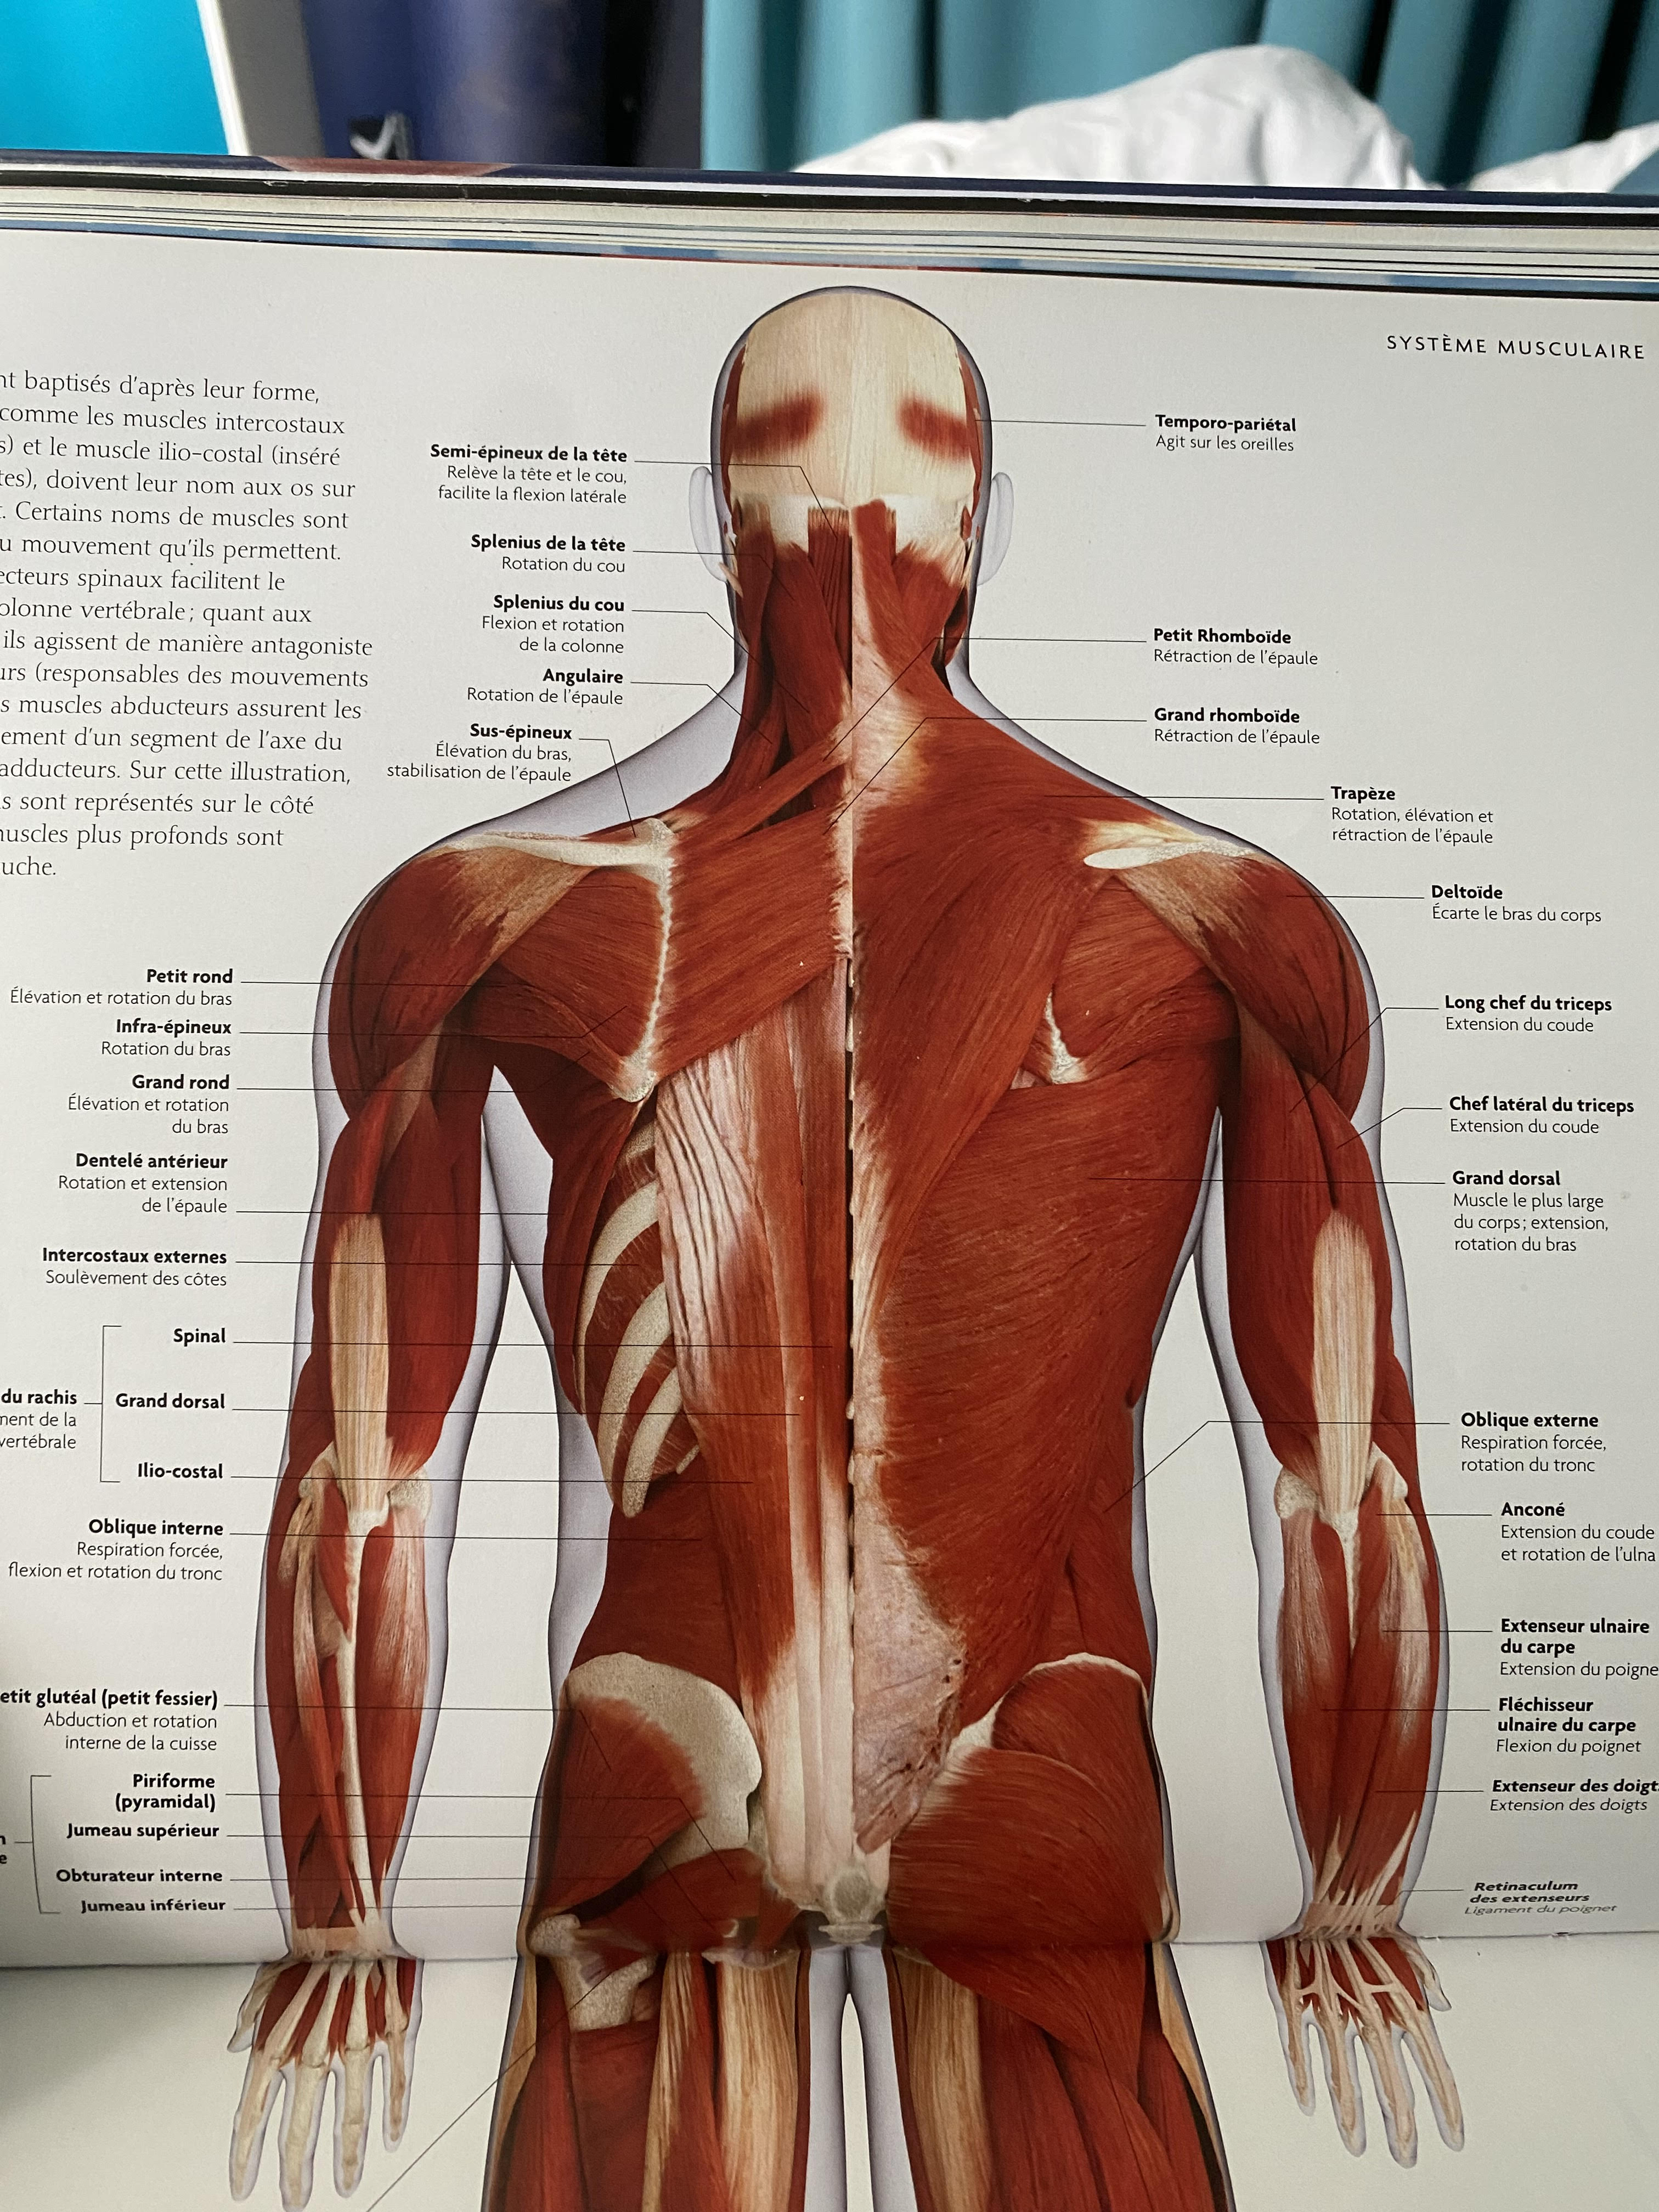 SYSTÈME MUSCULAIRE
baptisés d'après leur forme,
comme les muscles intercostaux
et le muscle ilio-costal (inséré
doivent leur nom aux os sur
Certains noms de muscles sont
mouvement qu'ils permettent.
spinaux facilitent le
vertébrale ; quant aux
ils agissent de manière antagoniste
(responsables des mouvements
muscles abducteurs assurent les
d'un segment de l'axe du
adducteurs. Sur cette illustration,
sont représentés sur le côté
plus profonds sont
Semi-épineux de la tête
Relève la tête et le cou,
facilite la flexion latérale
Splenius de la tête
Rotation du cou
Splenius du cou
Flexion et rotation
de la colonne
Angulaire
Rotation de l'épaule
Sus-épineux
Élévation du bras,
stabilisation de l'épaule
Petit rond
Élévation et rotation du bras
Infra-épineux
Rotation du bras
Grand rond
Élévation et rotation
du bras
Dentelé antérieur
Rotation et extension
de l'épaule
Intercostaux externes
Soulèvement des côtes
Spinal
du rachis
de la
vertébrale
Grand dorsal
Ilio-costal
Oblique interne
Respiration forcée,
flexion et rotation du tronc
glutéal (petit fessier)
Abduction et rotation
interne de la cuisse
Piriforme
(pyramidal)
Jumeau supérieur
Obturateur interne
Jumeau inférieur
Temporo-pariétal
Agit sur les oreilles
Petit Rhomboïde
Rétraction de l'épaule
Grand rhomboïde
Rétraction de l'épaule
Trapèze
Rotation, élévation et
rétraction de l'épaule
Deltoïde
Écarte le bras du corps
Long chef du triceps
Extension du coude
Chef latéral du triceps
Extension du coude
Grand dorsal
Muscle le plus large
du corps ; extension,
rotation du bras
Oblique externe
Respiration forcée,
rotation du tronc
Anconé
Extension du coude
et rotation de l'ulna
Extenseur ulnaire
du carpe
Extension du
Fléchisseur
ulnaire du carpe
Flexion du poignet
Extenseur des
Extension des doigts
Retinaculum
des extenseurs
Ligament du poignet